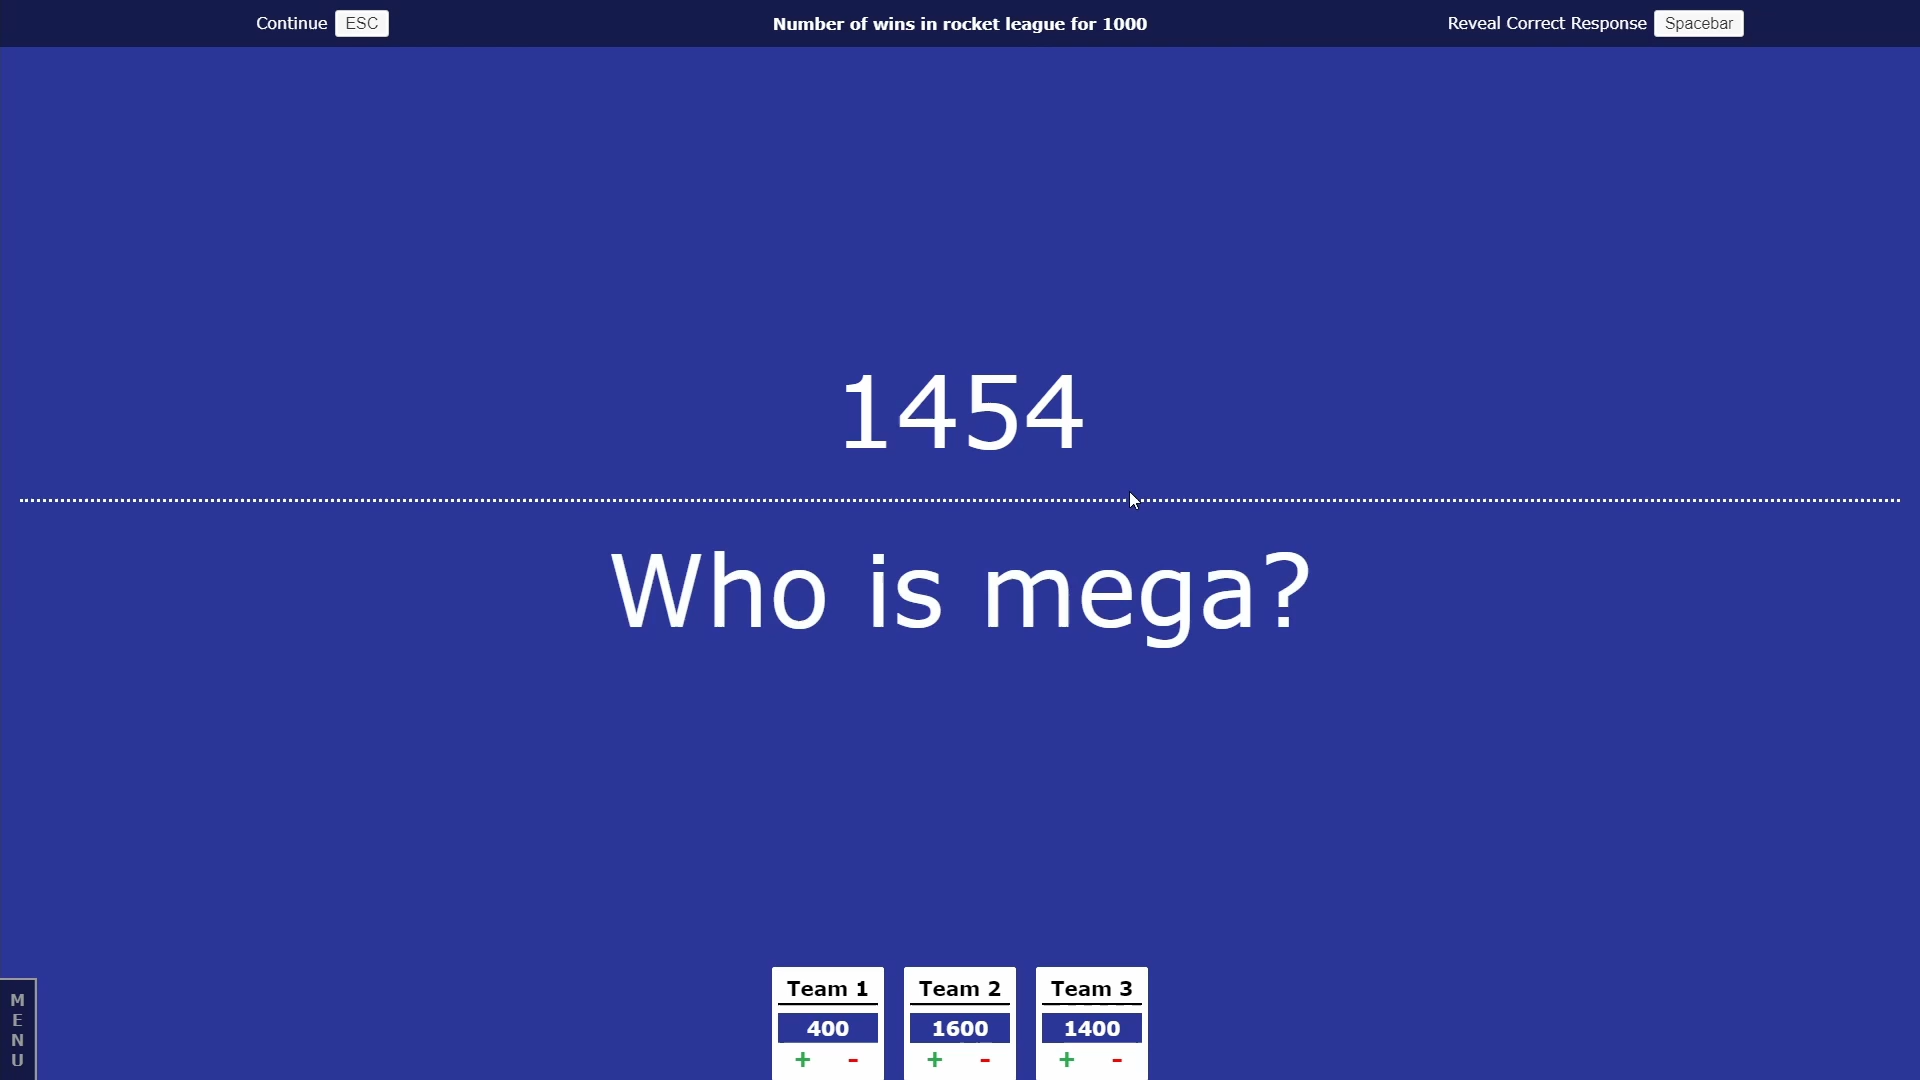 Continue ESC
Number of wins in rocket league for 1000
Reveal Correct Response Spacebar
1454
Who is mega?
MENU
Team 1
400
+ -
Team 2
1600
+ -
Team 3
1400
+ -